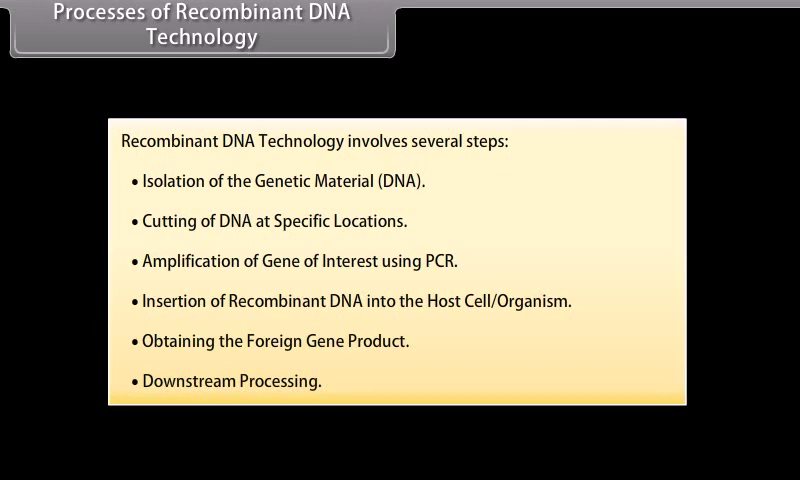 Processes of Recombinant DNA
Technology
Recombinant DNA Technology involves several steps:
• Isolation of the Genetic Material (DNA).
• Cutting of DNA at Specific Locations.
• Amplification of Gene of Interest using PCR.
• Insertion of Recombinant DNA into the Host Cell/Organism.
• Obtaining the Foreign Gene Product.
• Downstream Processing.